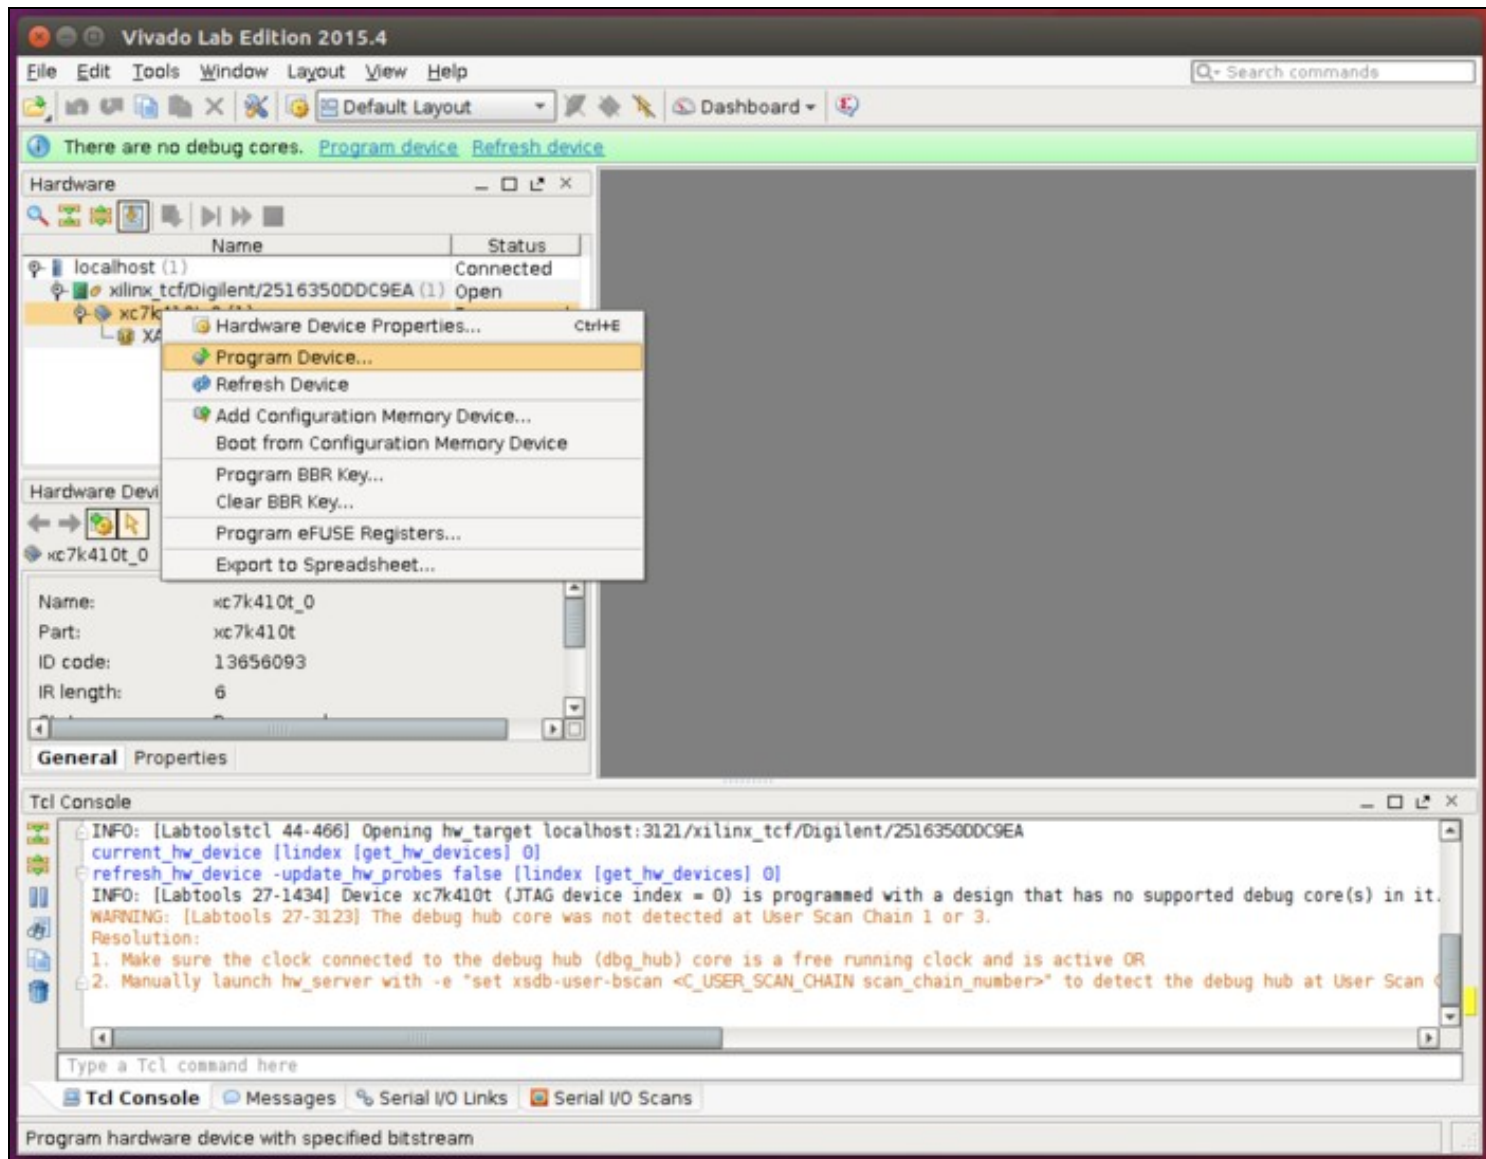 Vivado Lab Edition 2015.4
File Edit Tools Window Layout View Help
Search commands
Default Layout
Dashboard
There are no debug cores. Program device Refresh device
Hardware
Name Status
localhost (1) Connected
xilinx_tcf/Digilent/2516350DDC9EA (1) Open
xc7k
XA
Hardware Device Properties... Ctrl+E
Program Device...
Refresh Device
Add Configuration Memory Device...
Boot from Configuration Memory Device
Program BBR Key...
Clear BBR Key...
Program eFUSE Registers...
Export to Spreadsheet...
Hardware Devi
xc7k410t_0
Name: xc7k410t_0
Part: xc7k410t
ID code: 13656093
IR length: 6
General Properties
Tcl Console
INFO: [Labtoolstcl 44-466] Opening hw_target localhost:3121/xilinx_tcf/Digilent/2516350DDC9EA
current_hw_device [lindex [get_hw_devices] 0]
refresh_hw_device -update_hw_probes false [lindex [get_hw_devices] 0]
INFO: [Labtools 27-1434] Device xc7k410t (JTAG device index = 0) is programmed with a design that has no supported debug core(s) in it.
WARNING: [Labtools 27-3123] The debug hub core was not detected at User Scan Chain 1 or 3.
Resolution:
1. Make sure the clock connected to the debug hub (dbg_hub) core is a free running clock and is active OR
2. Manually launch hw_server with -e "set xsdb-user-bscan <C_USER_SCAN_CHAIN scan_chain_number>" to detect the debug hub at User Scan
Type a Tcl command here
Tcl Console Messages Serial I/O Links Serial I/O Scans
Program hardware device with specified bitstream